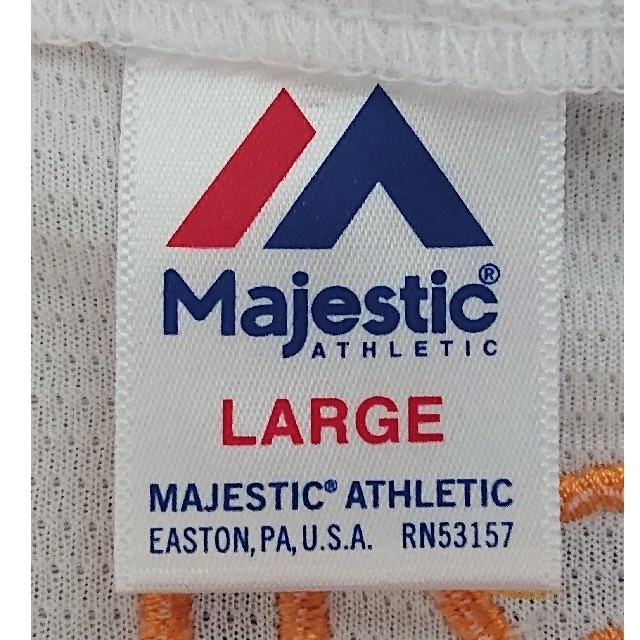 Majestic®
ATHLETIC
LARGE
MAJESTIC® ATHLETIC
EASTON, PA, U.S.A. RN53157